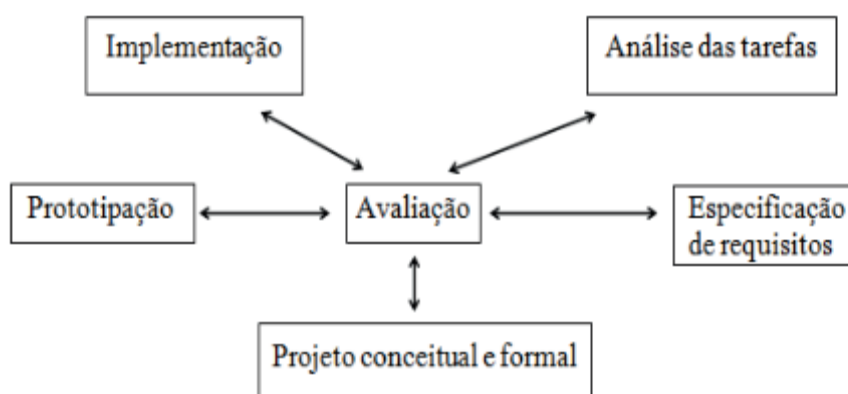 Implementação
Análise das tarefas
Prototipação
Avaliação
Especificação
de requisitos
Projeto conceitual e formal